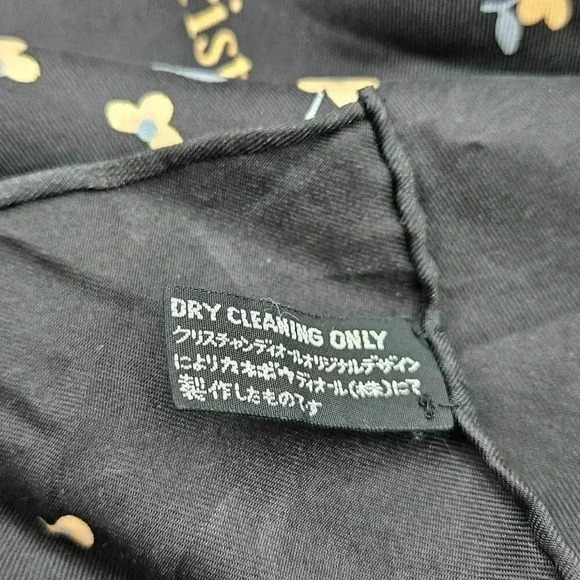 is
DRY CLEANING ONLY
クリスチャンディオールオリジナルデザイン
によりカネボウディオール(株)にて
製作したものです